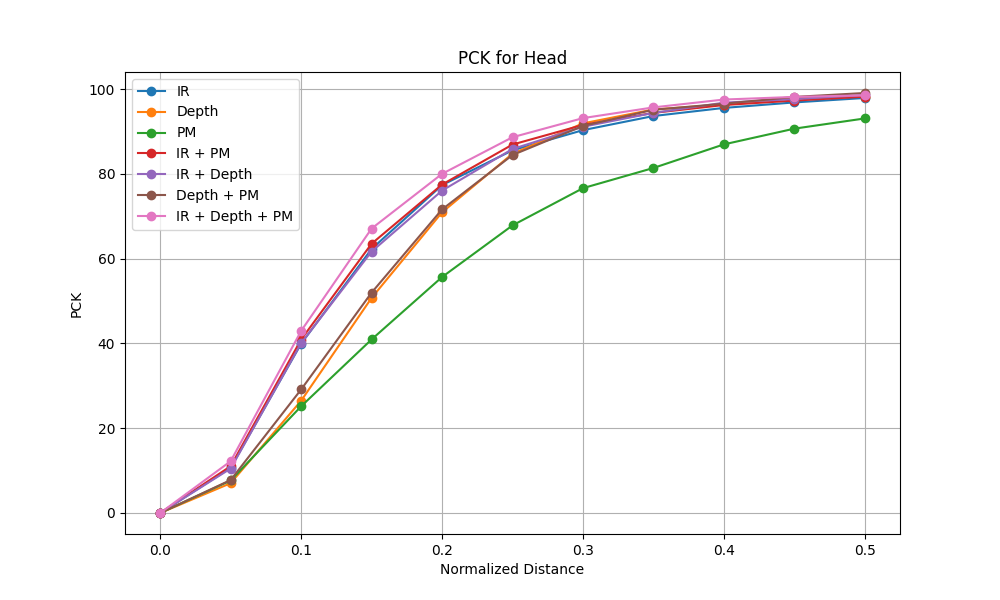 PCK for Head
100
80
60
40
20
0
PCK
IR
Depth
PM
IR + PM
IR + Depth
Depth + PM
IR + Depth + PM
0.0 0.1 0.2 0.3 0.4 0.5
Normalized Distance